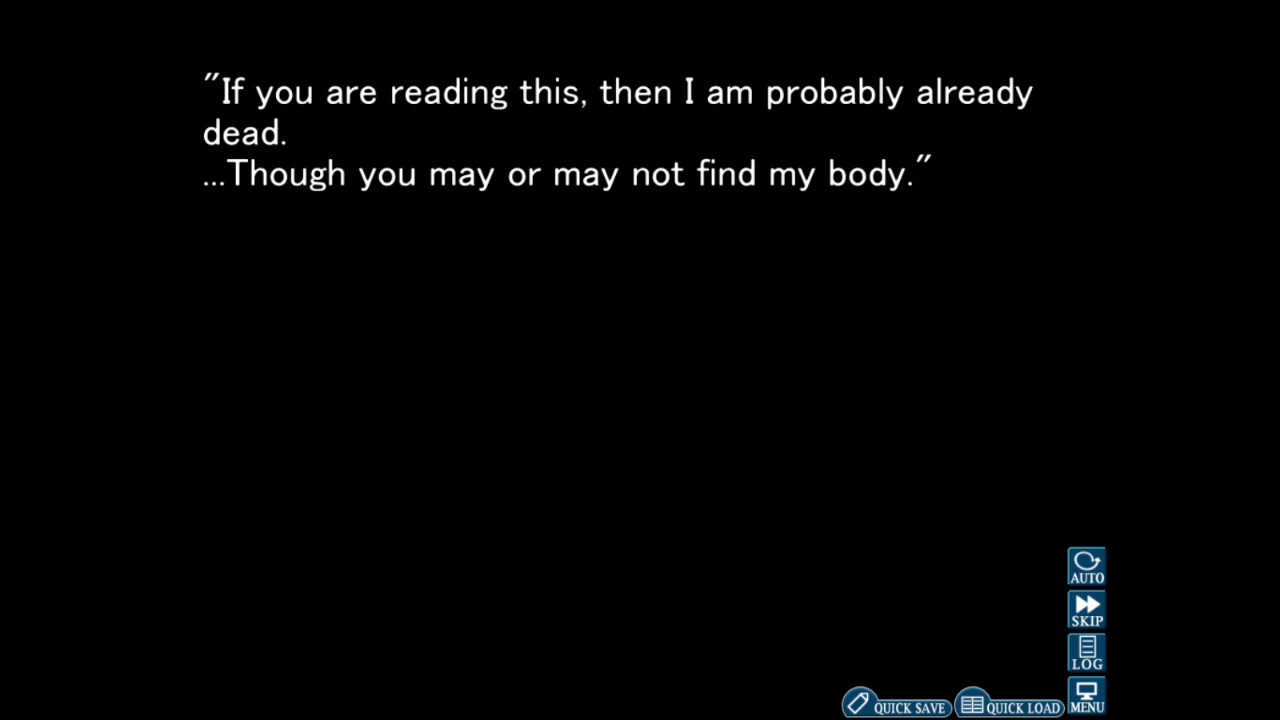 "If you are reading this, then I am probably already
dead.
...Though you may or may not find my body."
AUTO
SKIP
LOG
MENU
QUICK SAVE
QUICK LOAD